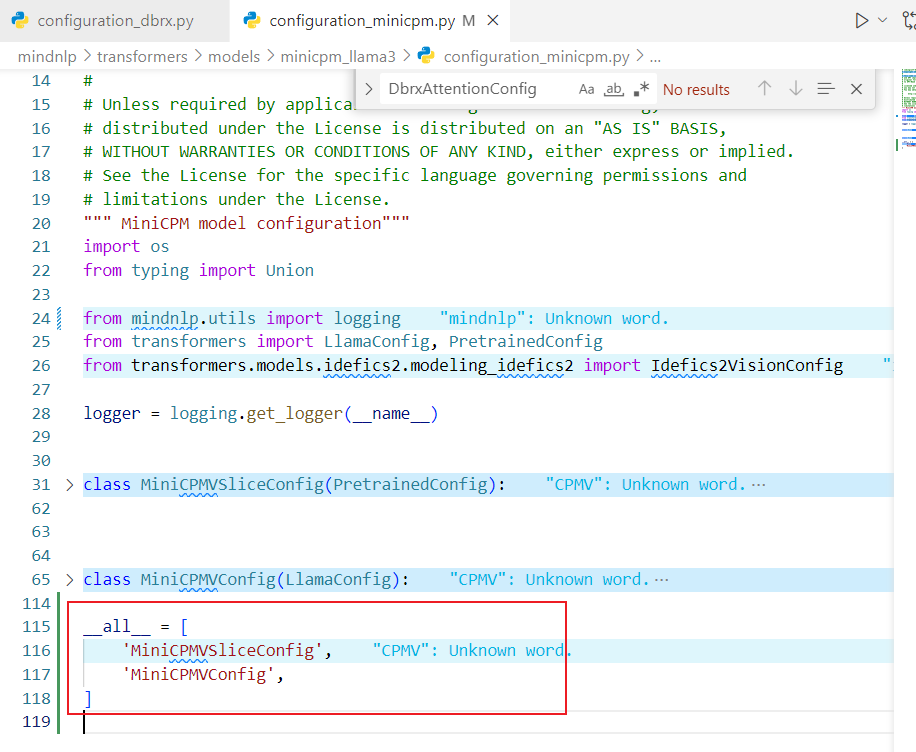 configuration_dbrx.py
configuration_minicpm.py M
mindnlp > transformers > models > minicpm_llama3 > configuration_minicpm.py > ...
DbrxAttentionConfig Aa ab .* No results
14 #
15 # Unless required by applica
16 # distributed under the License is distributed on an "AS IS" BASIS,
17 # WITHOUT WARRANTIES OR CONDITIONS OF ANY KIND, either express or implied.
18 # See the License for the specific language governing permissions and
19 # limitations under the License.
20 """ MiniCPM model configuration"""
21 import os
22 from typing import Union
23
24 from mindnlp.utils import logging "mindnlp": Unknown word.
25 from transformers import LlamaConfig, PretrainedConfig
26 from transformers.models.idefics2.modeling_idefics2 import Idefics2VisionConfig "
27
28 logger = logging.get_logger(__name__)
29
30
31 > class MiniCPMVSliceConfig(PretrainedConfig): "CPMV": Unknown word. ...
62
63
64
65 > class MiniCPMVConfig(LlamaConfig): "CPMV": Unknown word. ...
114
115 __all__ = [
116 'MiniCPMVSliceConfig', "CPMV": Unknown word.
117 'MiniCPMVConfig',
118 ]
119